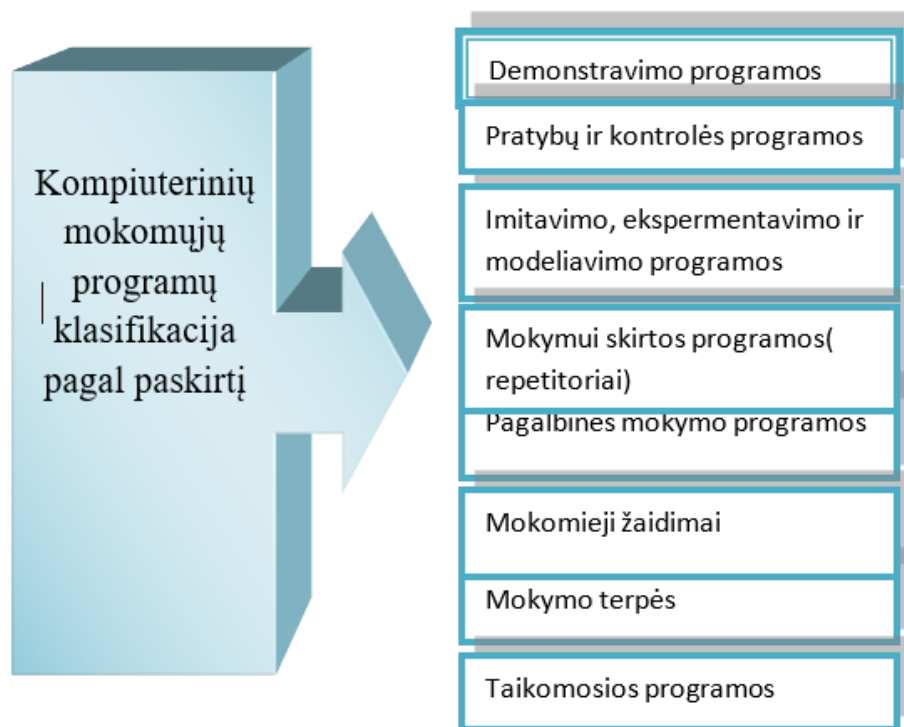 Kompiuterinių
mokomųjų
programų
klasifikacija
pagal paskirtį
Demonstravimo programos
Pratybų ir kontrolės programos
Imitavimo, ekspermentavimo ir
modeliavimo programos
Mokymui skirtos programos(
repetitoriai)
Pagalbinės mokymo programos
Mokomieji žaidimai
Mokymo terpės
Taikomosios programos